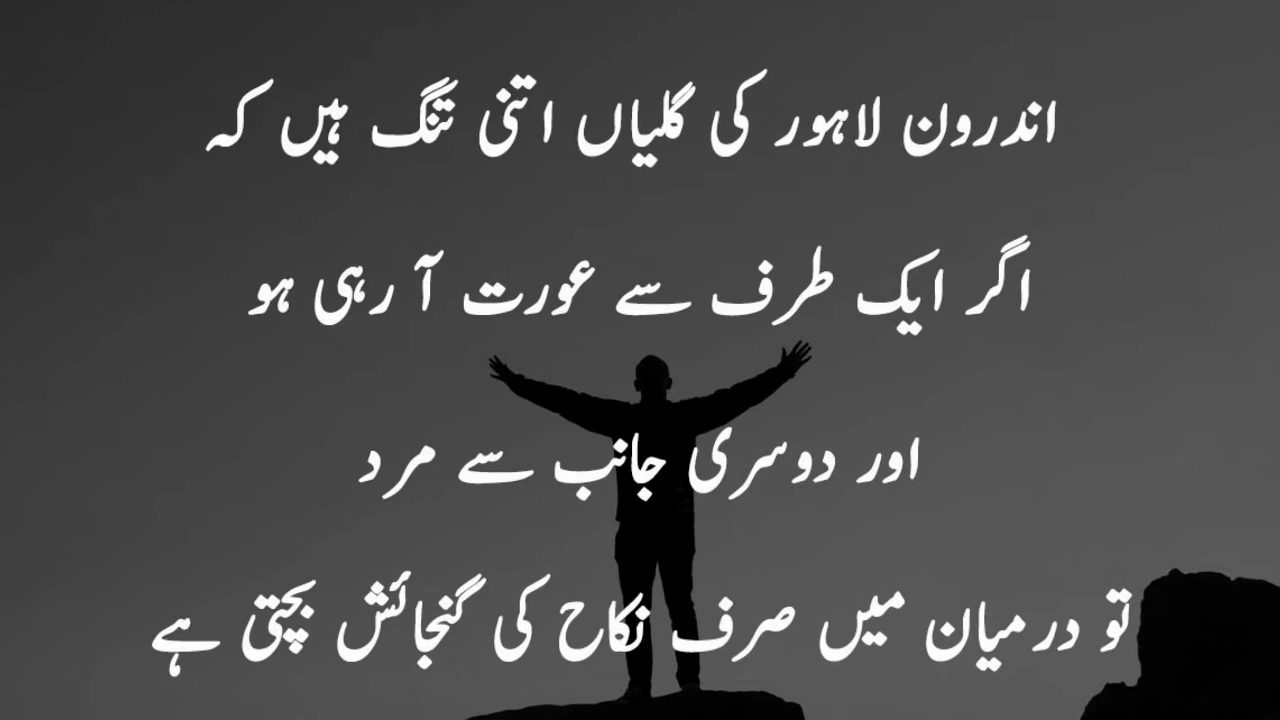 اندرون لاہور کی گلیاں اتنی تنگ ہیں کہ
اگر ایک طرف سے عورت آ رہی ہو
اور دوسری جانب سے مرد
تو درمیان میں صرف نکاح کی گنجائش بچتی ہے